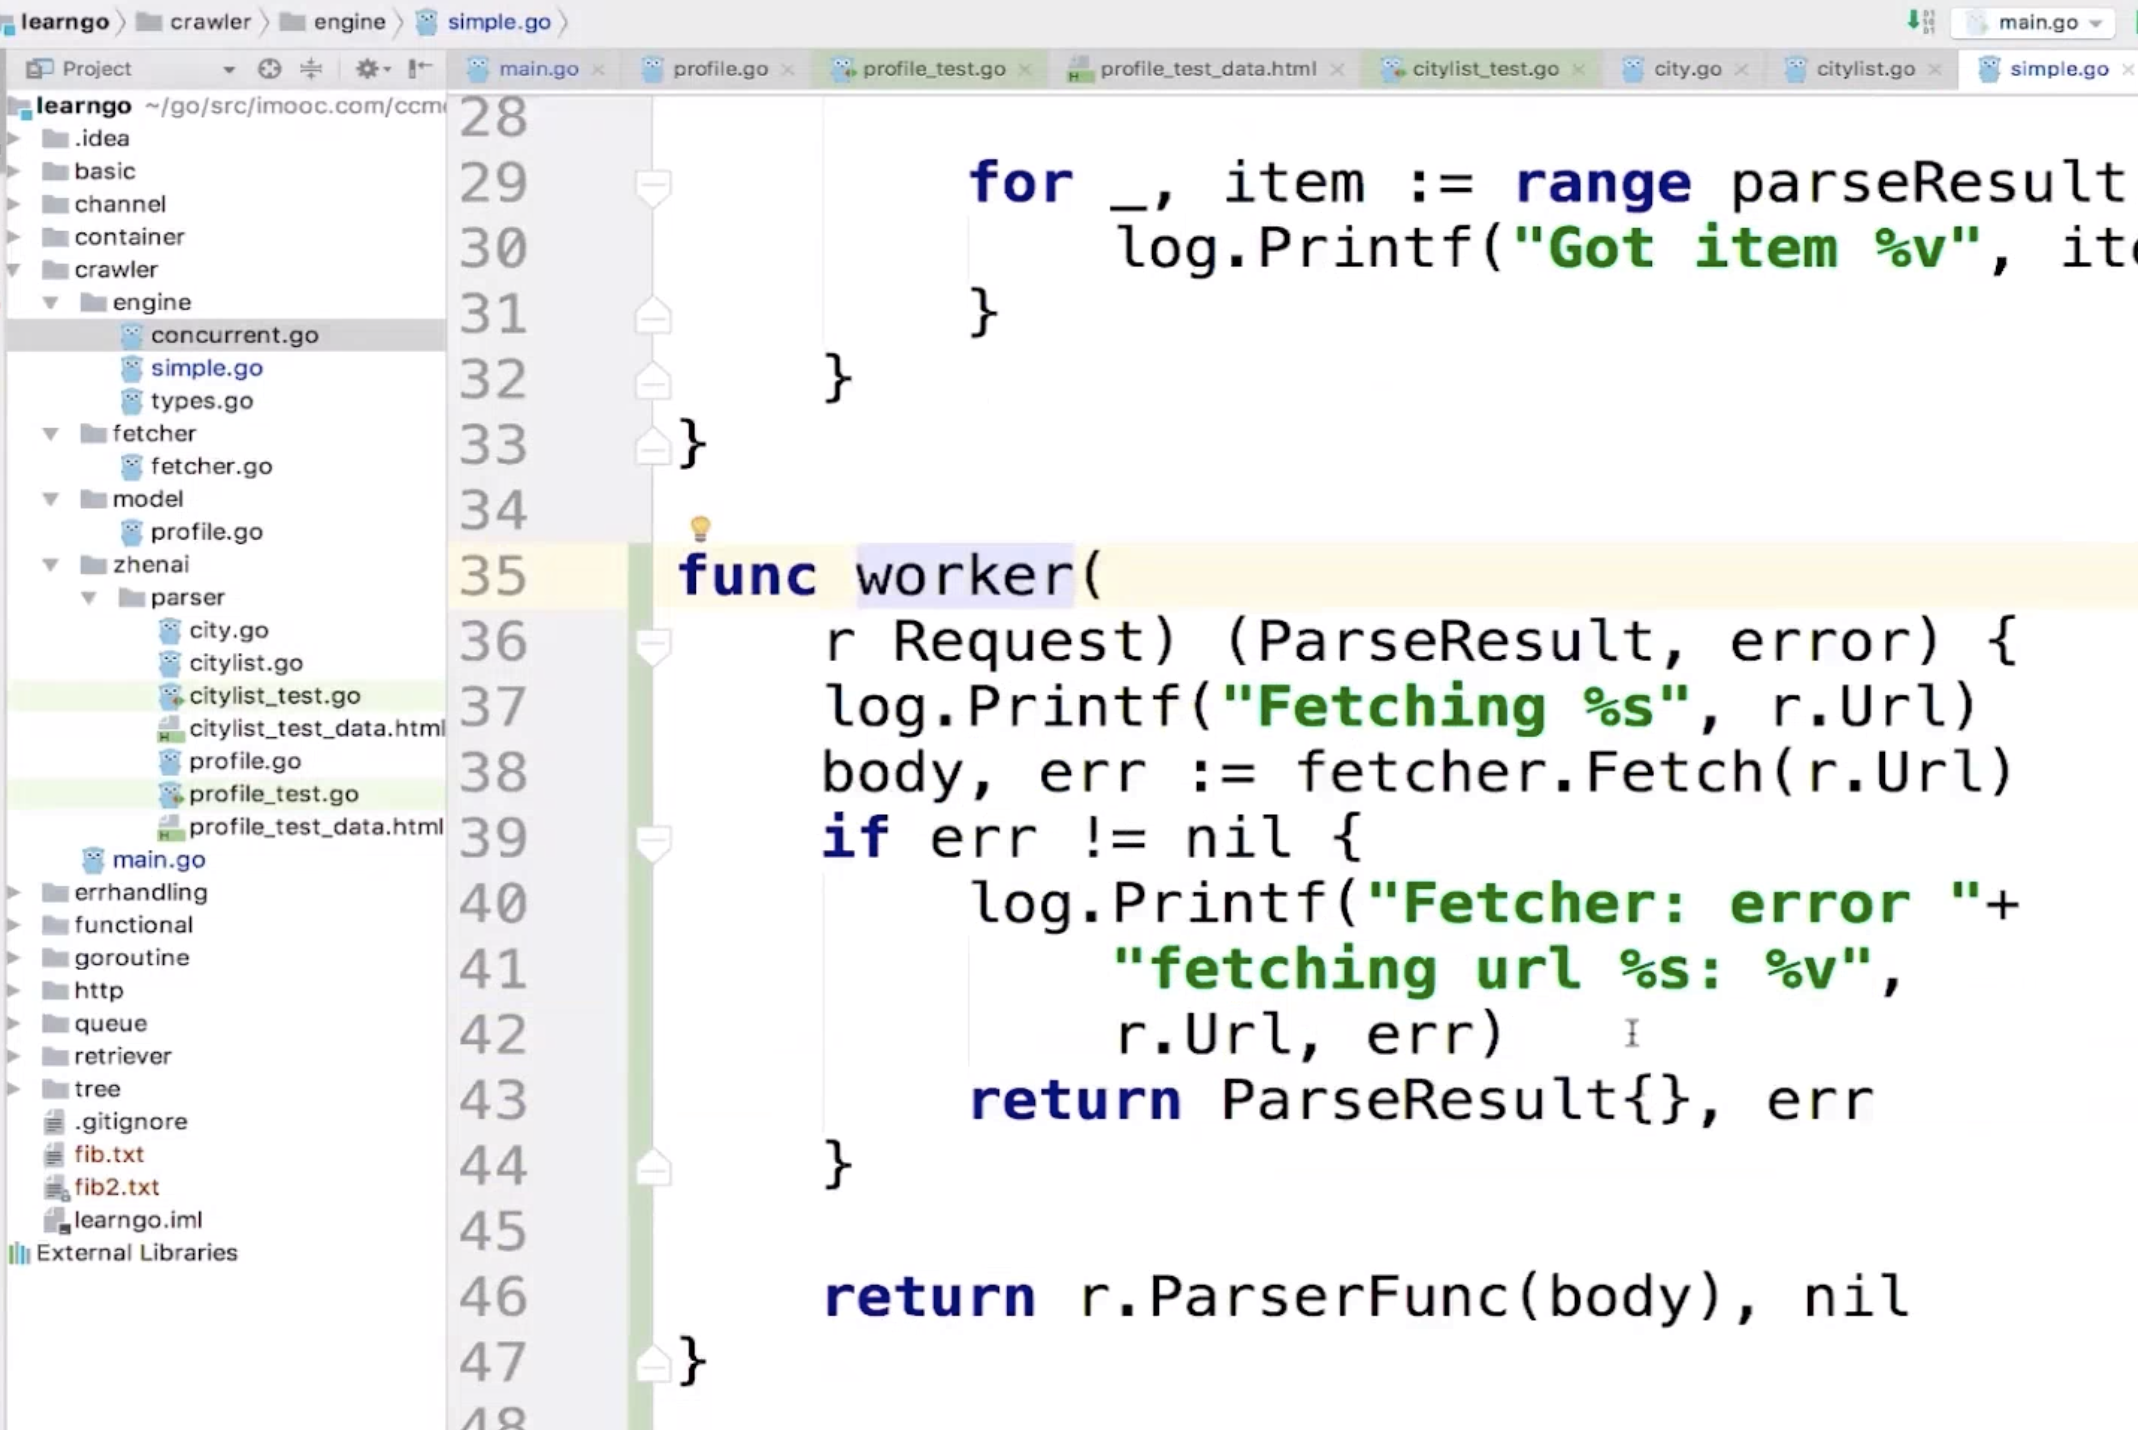 learngo crawler engine simple.go main.go
Project main.go profile.go profile_test.go profile_test_data.html citylist_test.go city.go citylist.go simple.go
learngo ~/go/src/imooc.com/ccm
.idea
basic
channel
container
crawler
engine
concurrent.go
simple.go
types.go
fetcher
fetcher.go
model
profile.go
zhenai
parser
city.go
citylist.go
citylist_test.go
citylist_test_data.html
profile.go
profile_test.go
profile_test_data.html
main.go
errhandling
functional
goroutine
http
queue
retriever
tree
.gitignore
fib.txt
fib2.txt
learngo.iml
External Libraries
28
29 for _, item := range parseResult
30 log.Printf("Got item %v", ite
31 }
32 }
33 }
34
35 func worker(
36 r Request) (ParseResult, error) {
37 log.Printf("Fetching %s", r.Url)
38 body, err := fetcher.Fetch(r.Url)
39 if err != nil {
40 log.Printf("Fetcher: error "+
41 "fetching url %s: %v",
42 r.Url, err)
43 return ParseResult{}, err
44 }
45
46 return r.ParserFunc(body), nil
47 }
48